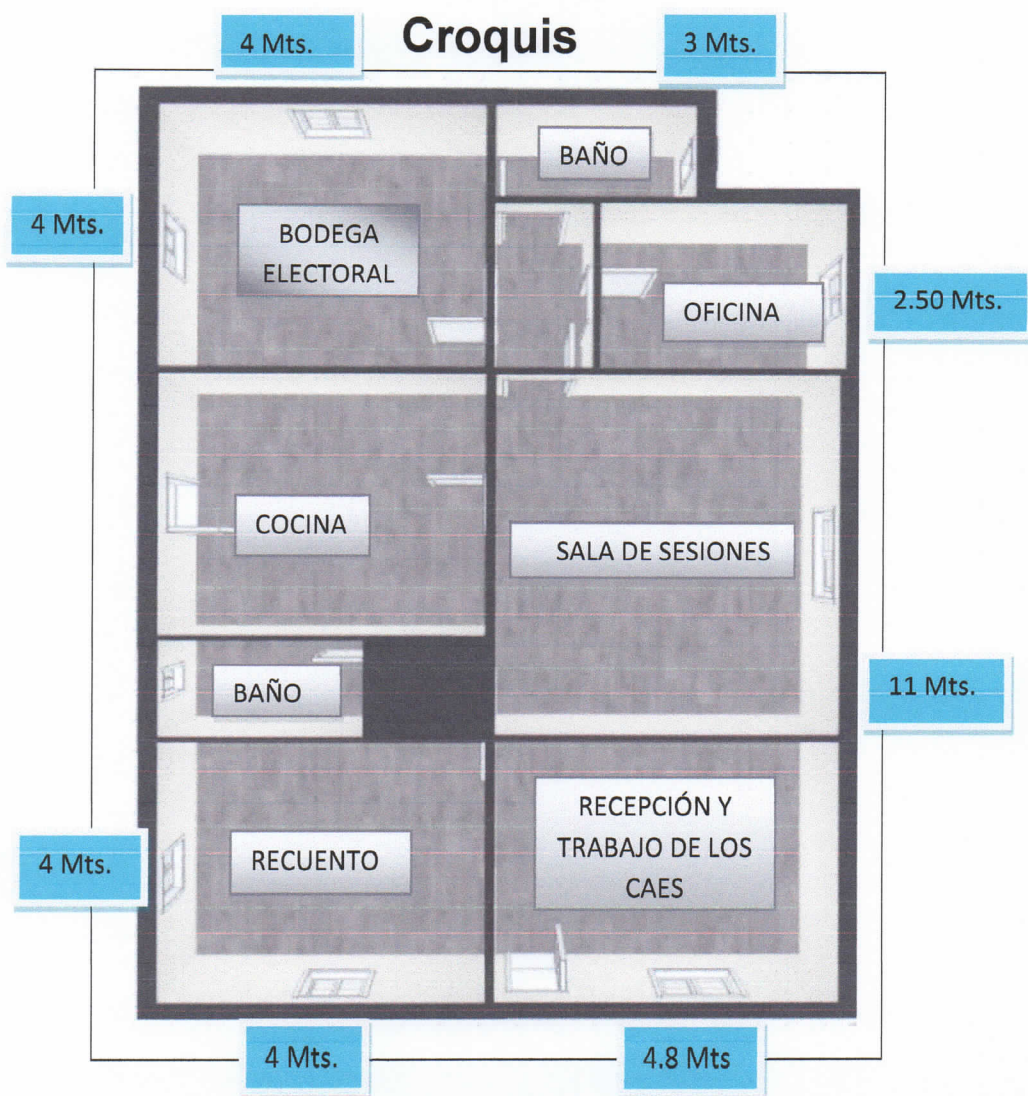 Croquis
4 Mts.
3 Mts.
4 Mts.
BAÑO
BODEGA
ELECTORAL
OFICINA
2.50 Mts.
COCINA
SALA DE SESIONES
BAÑO
11 Mts.
4 Mts.
RECUENTO
RECEPCIÓN Y
TRABAJO DE LOS
CAES
4 Mts.
4.8 Mts